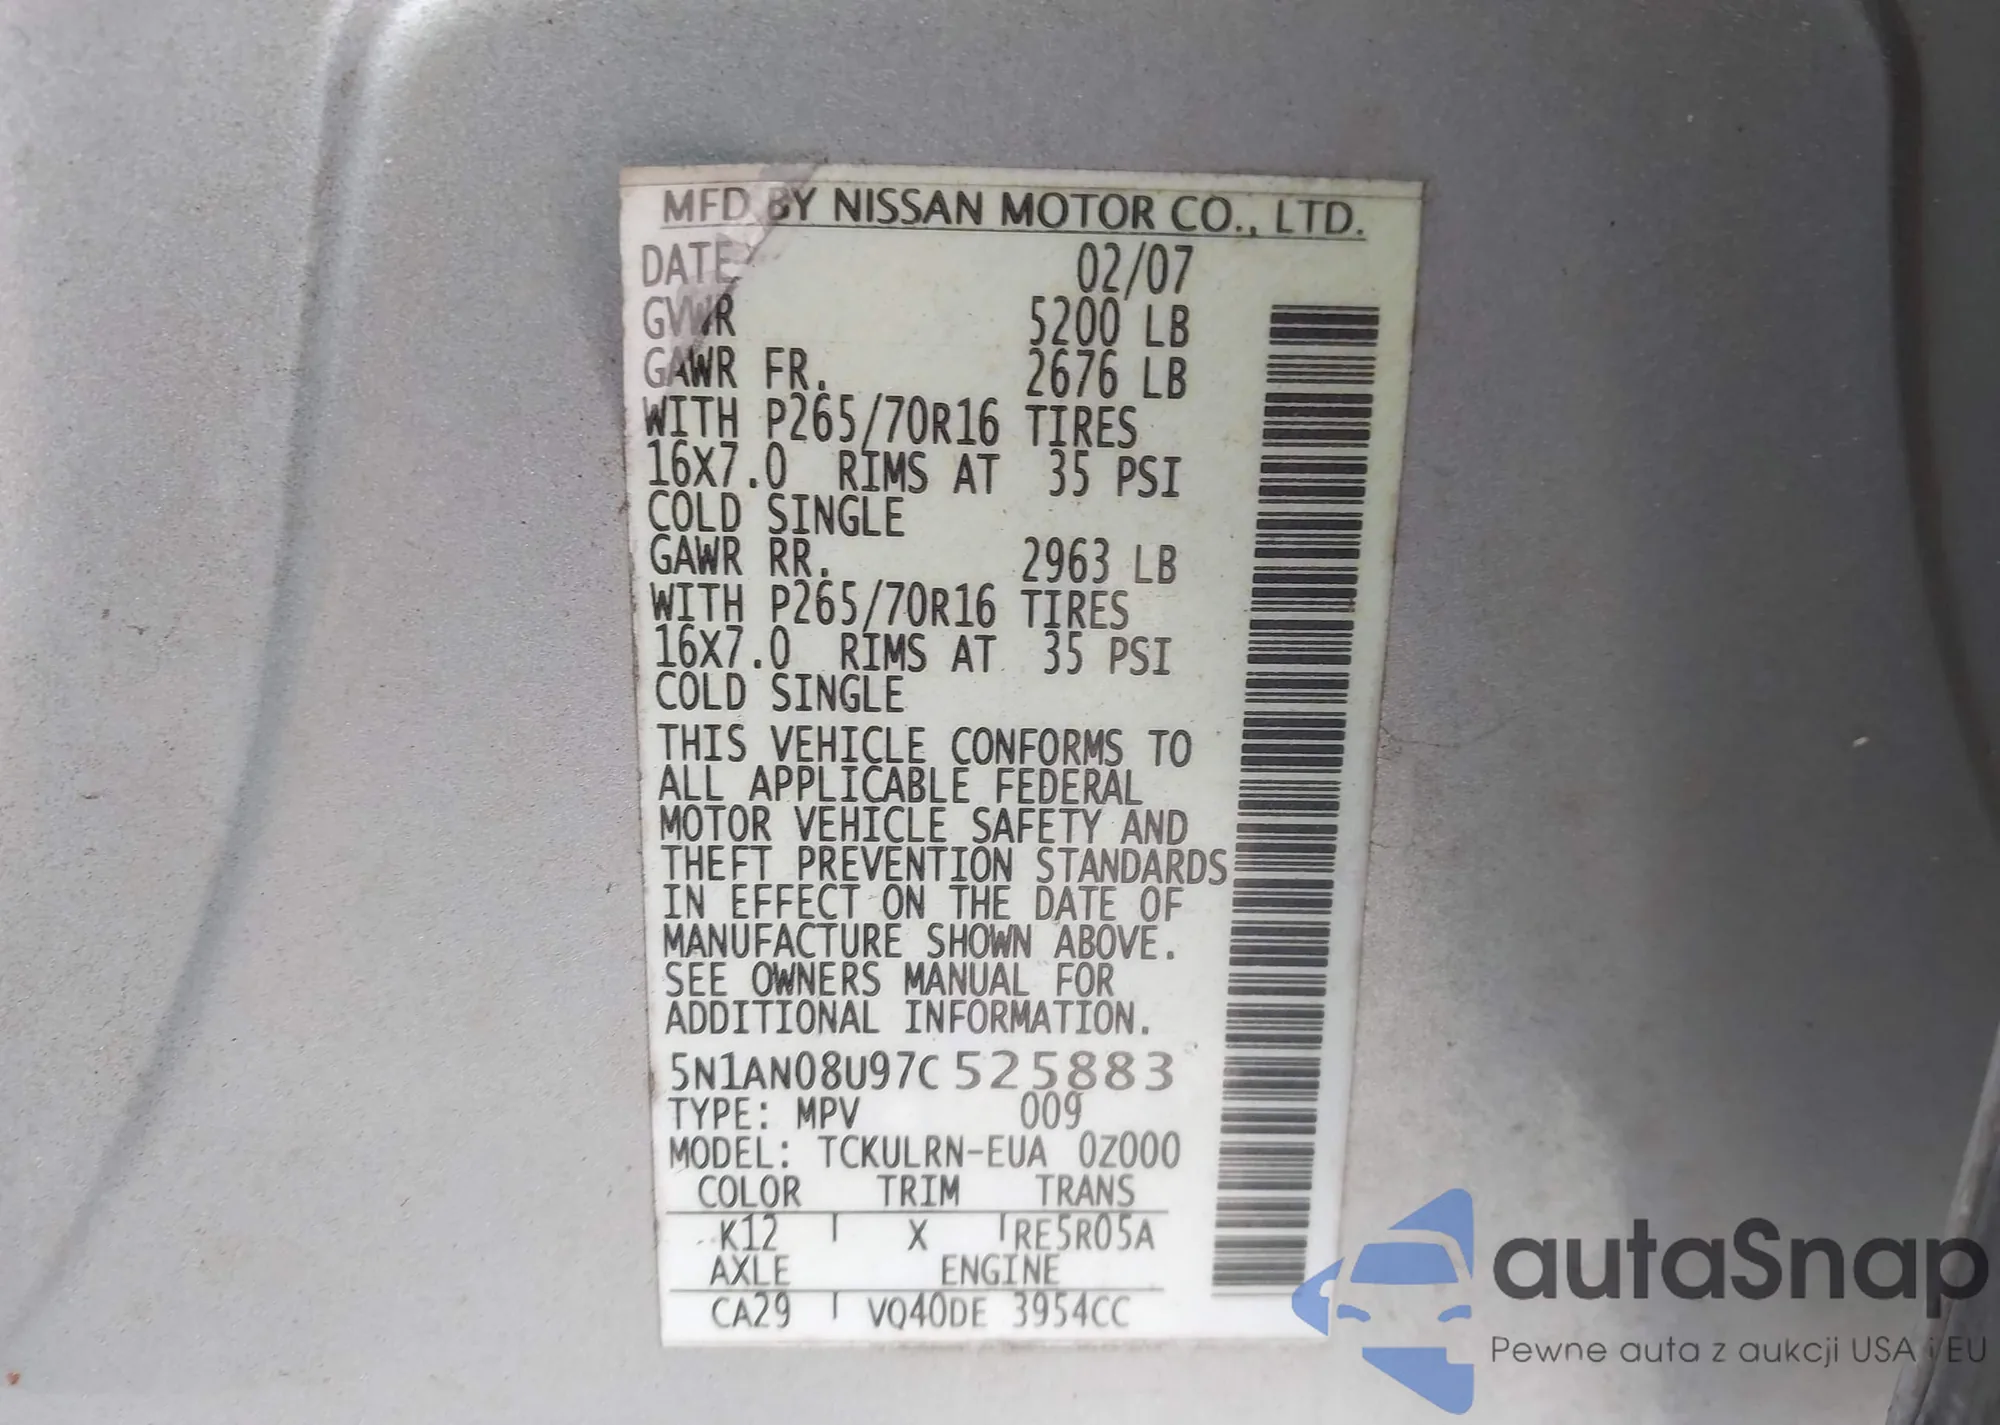 MFD BY NISSAN MOTOR CO., LTD.
DATE 02/07
GVWR 5200 LB
GAWR FR. 2676 LB
WITH P265/70R16 TIRES
16X7.0 RIMS AT 35 PSI
COLD SINGLE
GAWR RR. 2963 LB
WITH P265/70R16 TIRES
16X7.0 RIMS AT 35 PSI
COLD SINGLE
THIS VEHICLE CONFORMS TO
ALL APPLICABLE FEDERAL
MOTOR VEHICLE SAFETY AND
THEFT PREVENTION STANDARDS
IN EFFECT ON THE DATE OF
MANUFACTURE SHOWN ABOVE.
SEE OWNERS MANUAL FOR
ADDITIONAL INFORMATION.
5N1AN08U97C525883
TYPE: MPV 009
MODEL: TCKULRN-EUA 0Z000
COLOR TRIM TRANS
K12 X RE5R05A
AXLE ENGINE
CA29 VQ40DE 3954CC
autaSnap
Pewne auta z aukcji USA i EU